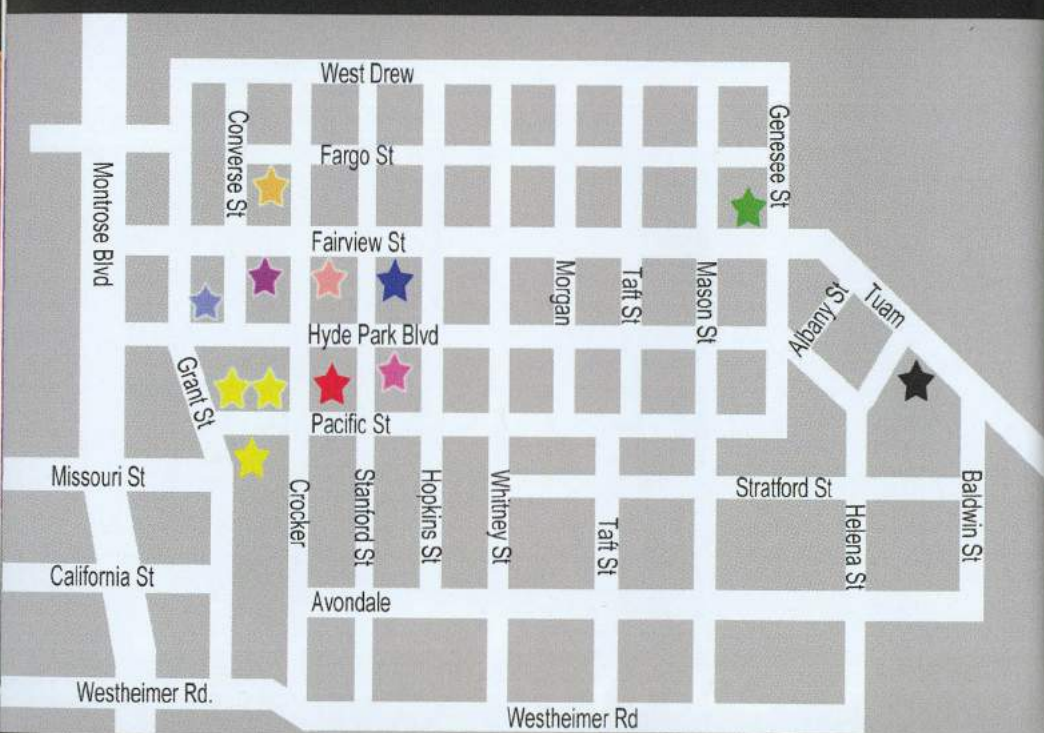 West Drew
Converse St
Genesee St
Fargo St
Montrose Blvd
Fairview St
Morgan
Taft St
Mason St
Albany St
Tuam
Hyde Park Blvd
Grant St
Pacific St
Missouri St
Crocker
Stanford St
Hopkins St
Whitney St
Stratford St
Baldwin St
Taft St
Helena St
California St
Avondale
Westheimer Rd.
Westheimer Rd